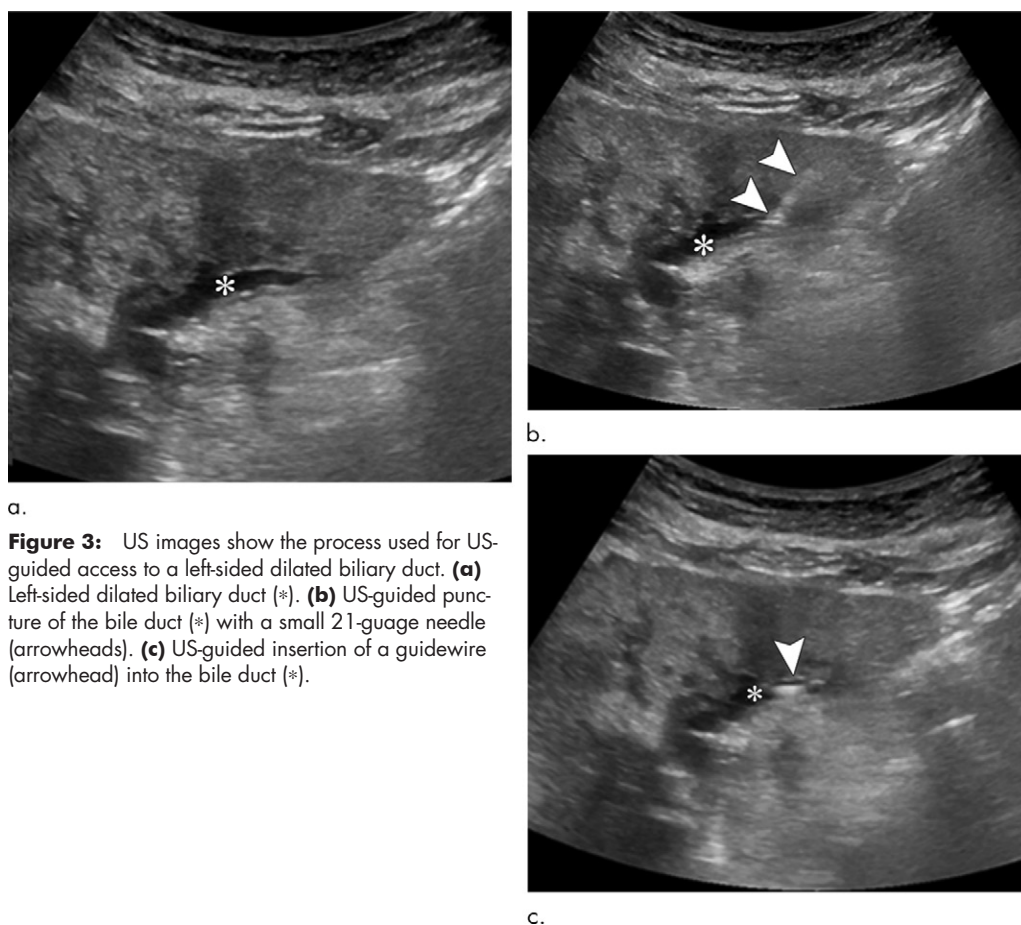 a.
Figure 3: US images show the process used for US-
guided access to a left-sided dilated biliary duct. (a)
Left-sided dilated biliary duct (*). (b) US-guided punc-
ture of the bile duct (*) with a small 21-guage needle
(arrowheads). (c) US-guided insertion of a guidewire
(arrowhead) into the bile duct (*).
b.
c.